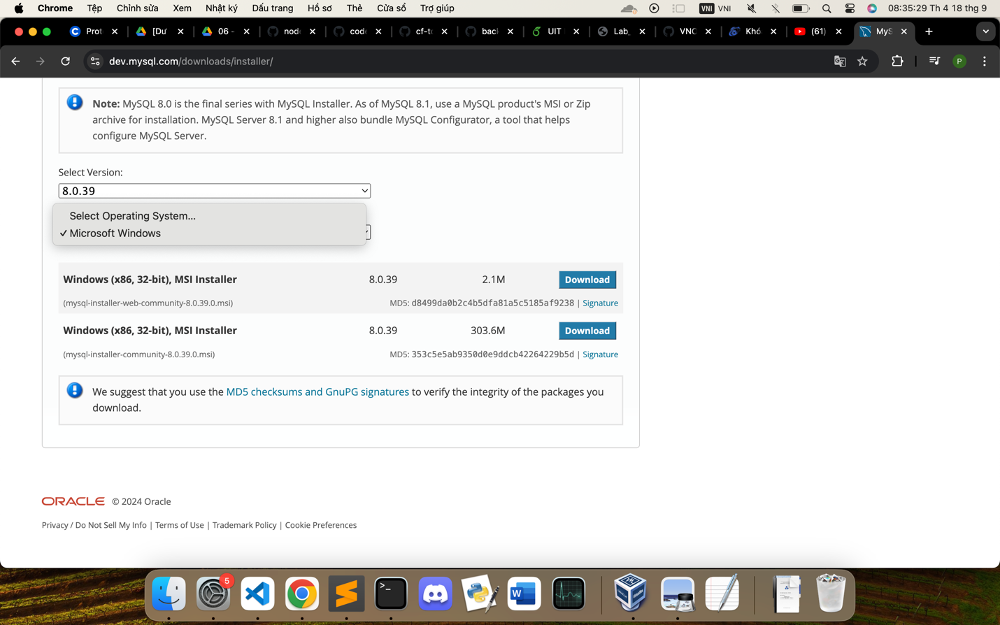 Chrome Tệp Chỉnh sửa Xem Nhật ký Dấu trang Hồ sơ Thẻ Cửa sổ Trợ giúp VNI VNI 08:35:29 Th 4 18 thg 9
Prot [Dư 06 - node code cf-t back UIT Lab_ VNC Khó (61) MyS
dev.mysql.com/downloads/installer/ P
Note: MySQL 8.0 is the final series with MySQL Installer. As of MySQL 8.1, use a MySQL product's MSI or Zip
archive for installation. MySQL Server 8.1 and higher also bundle MySQL Configurator, a tool that helps
configure MySQL Server.
Select Version:
8.0.39
Select Operating System...
✓ Microsoft Windows
Windows (x86, 32-bit), MSI Installer 8.0.39 2.1M Download
(mysql-installer-web-community-8.0.39.0.msi) MD5: d8499da0b2c4b5dfa81a5c5185af9238 | Signature
Windows (x86, 32-bit), MSI Installer 8.0.39 303.6M Download
(mysql-installer-community-8.0.39.0.msi) MD5: 353c5e5ab9350d0e9ddcb42264229b5d | Signature
We suggest that you use the MD5 checksums and GnuPG signatures to verify the integrity of the packages you
download.
ORACLE © 2024 Oracle
Privacy / Do Not Sell My Info | Terms of Use | Trademark Policy | Cookie Preferences
5